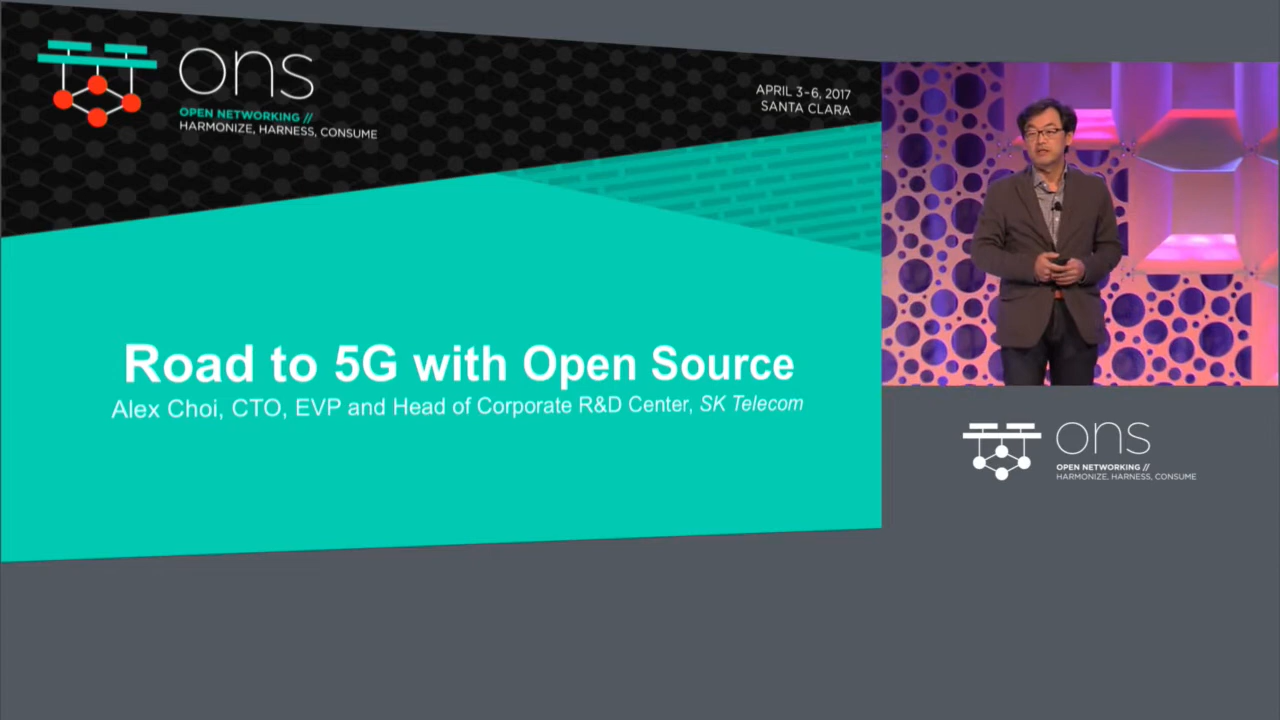 ons
OPEN NETWORKING //
HARMONIZE, HARNESS, CONSUME
APRIL 3-6, 2017
SANTA CLARA
Road to 5G with Open Source
Alex Choi, CTO, EVP and Head of Corporate R&D Center, SK Telecom
ons
OPEN NETWORKING //
HARMONIZE, HARNESS, CONSUME